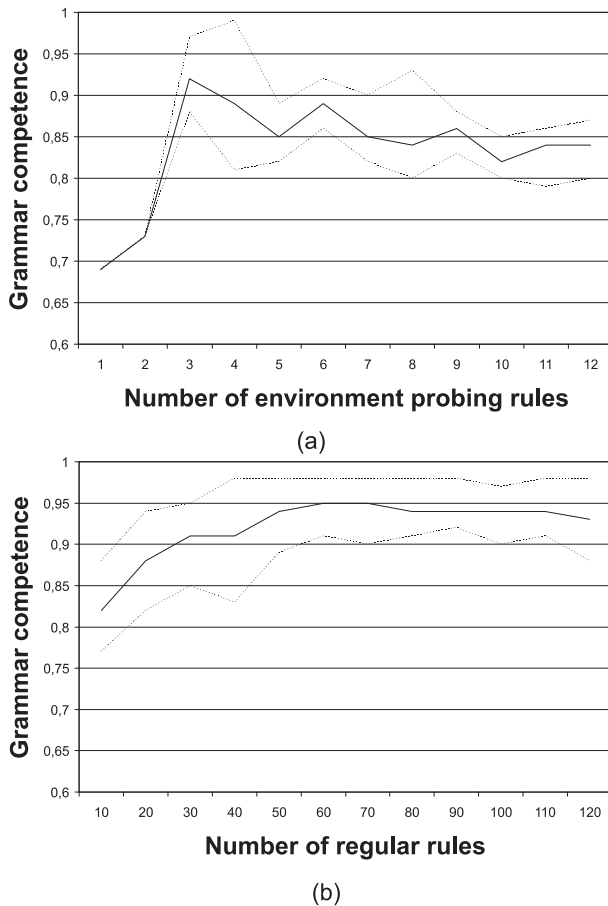 1
0,95
0,9
0,85
0,8
0,75
0,7
0,65
0,6
Grammar competence
1 2 3 4 5 6 7 8 9 10 11 12
Number of environment probing rules
(a)
1
0,95
0,9
0,85
0,8
0,75
0,7
0,65
0,6
Grammar competence
10 20 30 40 50 60 70 80 90 100 110 120
Number of regular rules
(b)